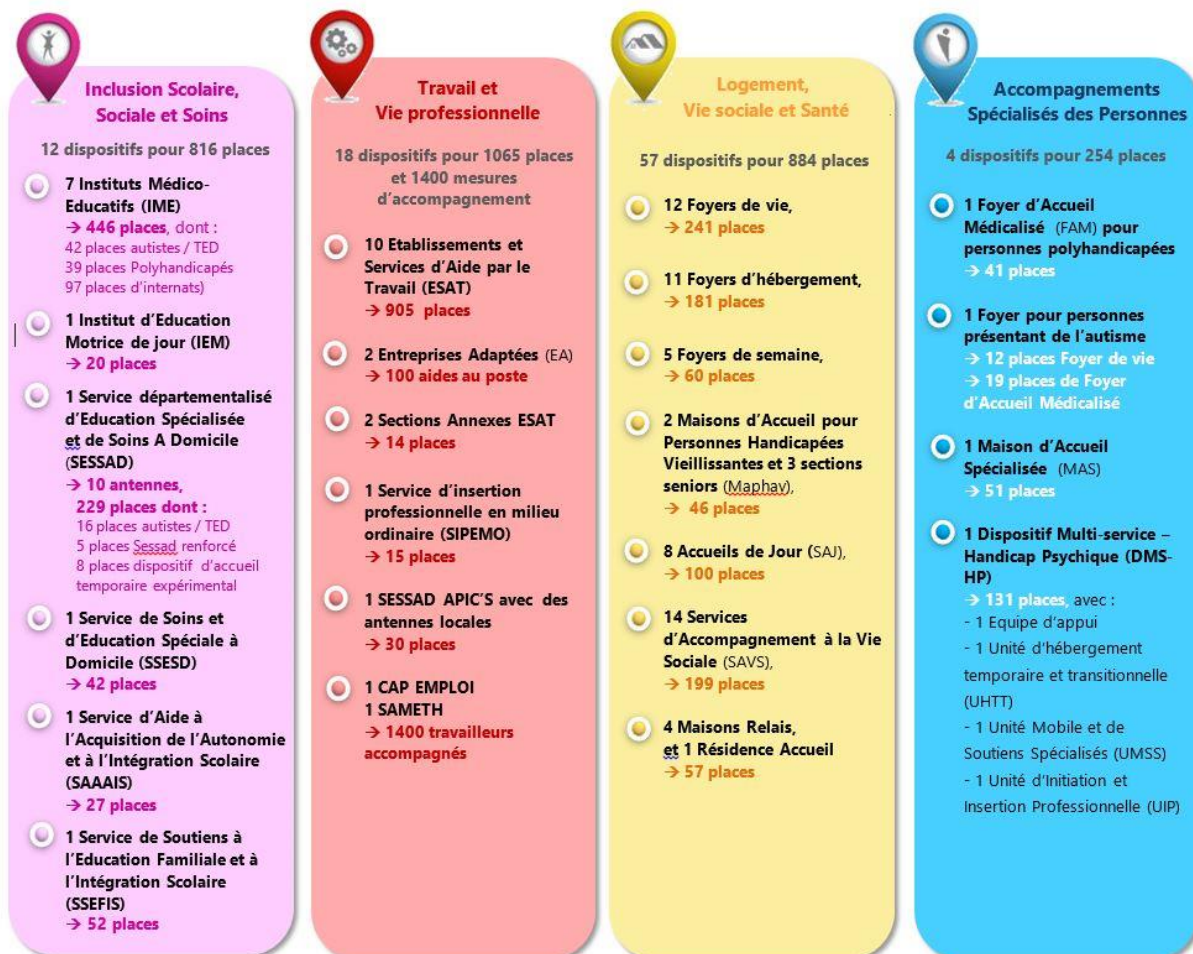 Inclusion Scolaire,
Sociale et Soins
12 dispositifs pour 816 places
7 Instituts Médico-
Educatifs (IME)
→ 446 places, dont :
42 places autistes / TED
39 places Polyhandicapés
97 places d'internats)
1 Institut d'Education
Motrice de jour (IEM)
→ 20 places
1 Service départementalisé
d'Education Spécialisée
et de Soins A Domicile
(SESSAD)
→ 10 antennes,
229 places dont :
16 places autistes / TED
5 places Sessad renforcé
8 places dispositif d'accueil
temporaire expérimental
1 Service de Soins et
d'Education Spéciale à
Domicile (SSESD)
→ 42 places
1 Service d'Aide à
l'Acquisition de l'Autonomie
et à l'Intégration Scolaire
(SAAAIS)
→ 27 places
1 Service de Soutiens à
l'Education Familiale et à
l'Intégration Scolaire
(SSEFIS)
→ 52 places
Travail et
Vie professionnelle
18 dispositifs pour 1065 places
et 1400 mesures
d'accompagnement
10 Etablissements et
Services d'Aide par le
Travail (ESAT)
→ 905 places
2 Entreprises Adaptées (EA)
→ 100 aides au poste
2 Sections Annexes ESAT
→ 14 places
1 Service d'insertion
professionnelle en milieu
ordinaire (SIPEMO)
→ 15 places
1 SESSAD APIC'S avec des
antennes locales
→ 30 places
1 CAP EMPLOI
1 SAMETH
→ 1400 travailleurs
accompagnés
Logement,
Vie sociale et Santé
57 dispositifs pour 884 places
12 Foyers de vie,
→ 241 places
11 Foyers d'hébergement,
→ 181 places
5 Foyers de semaine,
→ 60 places
2 Maisons d'Accueil pour
Personnes Handicapées
Vieillissantes et 3 sections
seniors (Maphav),
→ 46 places
8 Accueils de Jour (SAJ),
→ 100 places
14 Services
d'Accompagnement à la Vie
Sociale (SAVS),
→ 199 places
4 Maisons Relais,
et 1 Résidence Accueil
→ 57 places
Accompagnements
Spécialisés des Personnes
4 dispositifs pour 254 places
1 Foyer d'Accueil
Médicalisé (FAM) pour
personnes polyhandicapées
→ 41 places
1 Foyer pour personnes
présentant de l'autisme
→ 12 places Foyer de vie
→ 19 places de Foyer
d'Accueil Médicalisé
1 Maison d'Accueil
Spécialisée (MAS)
→ 51 places
1 Dispositif Multi-service –
Handicap Psychique (DMS-
HP)
→ 131 places, avec :
- 1 Equipe d'appui
- 1 Unité d'hébergement
temporaire et transitionnelle
(UHTT)
- 1 Unité Mobile et de
Soutiens Spécialisés (UMSS)
- 1 Unité d'Initiation et
Insertion Professionnelle (UIP)